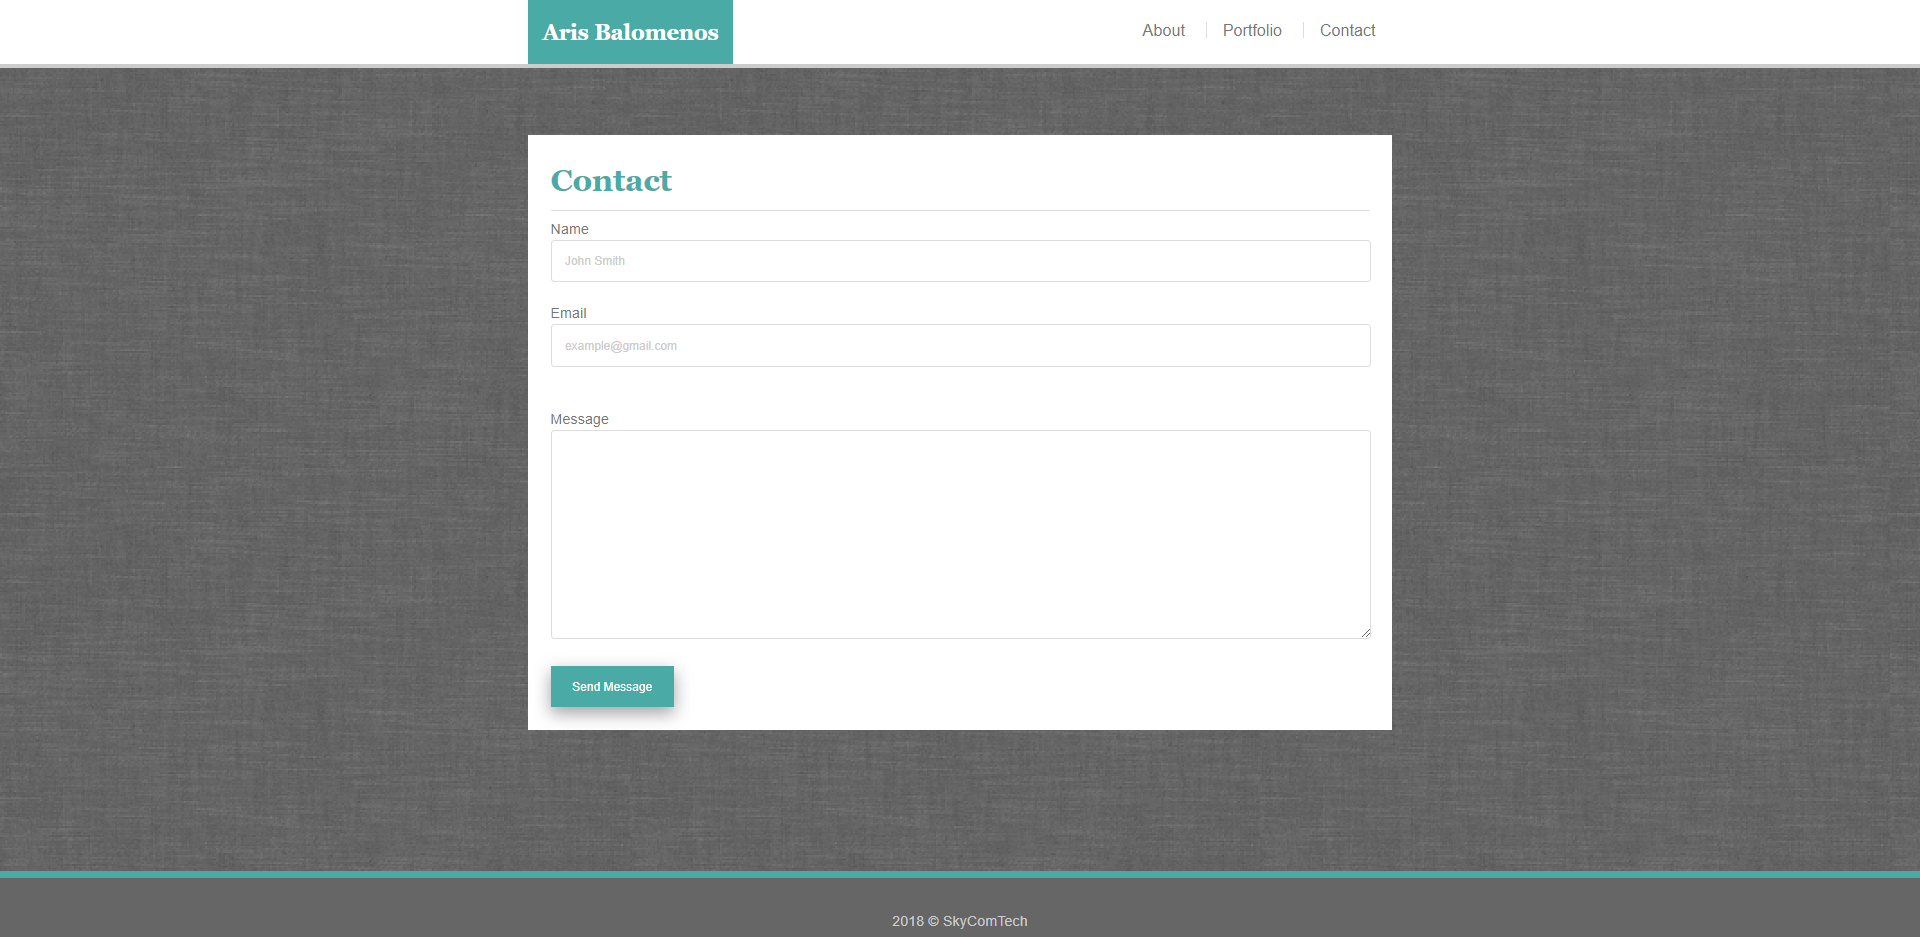 Aris Balomenos
About
Portfolio
Contact
Contact
Name
John Smith
Email
example@gmail.com
Message
Send Message
2018 © SkyComTech